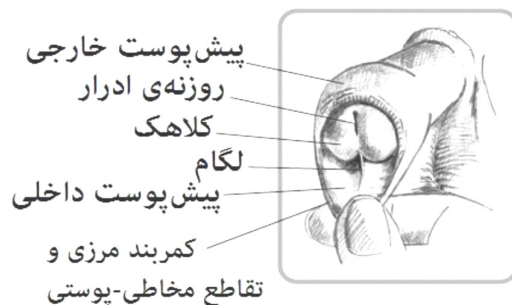 پیش‌پوست خارجی
روزنه‌ی ادرار
کلاهک
لگام
پیش‌پوست داخلی
کمربند مرزی و
تقاطع مخاطی-پوستی